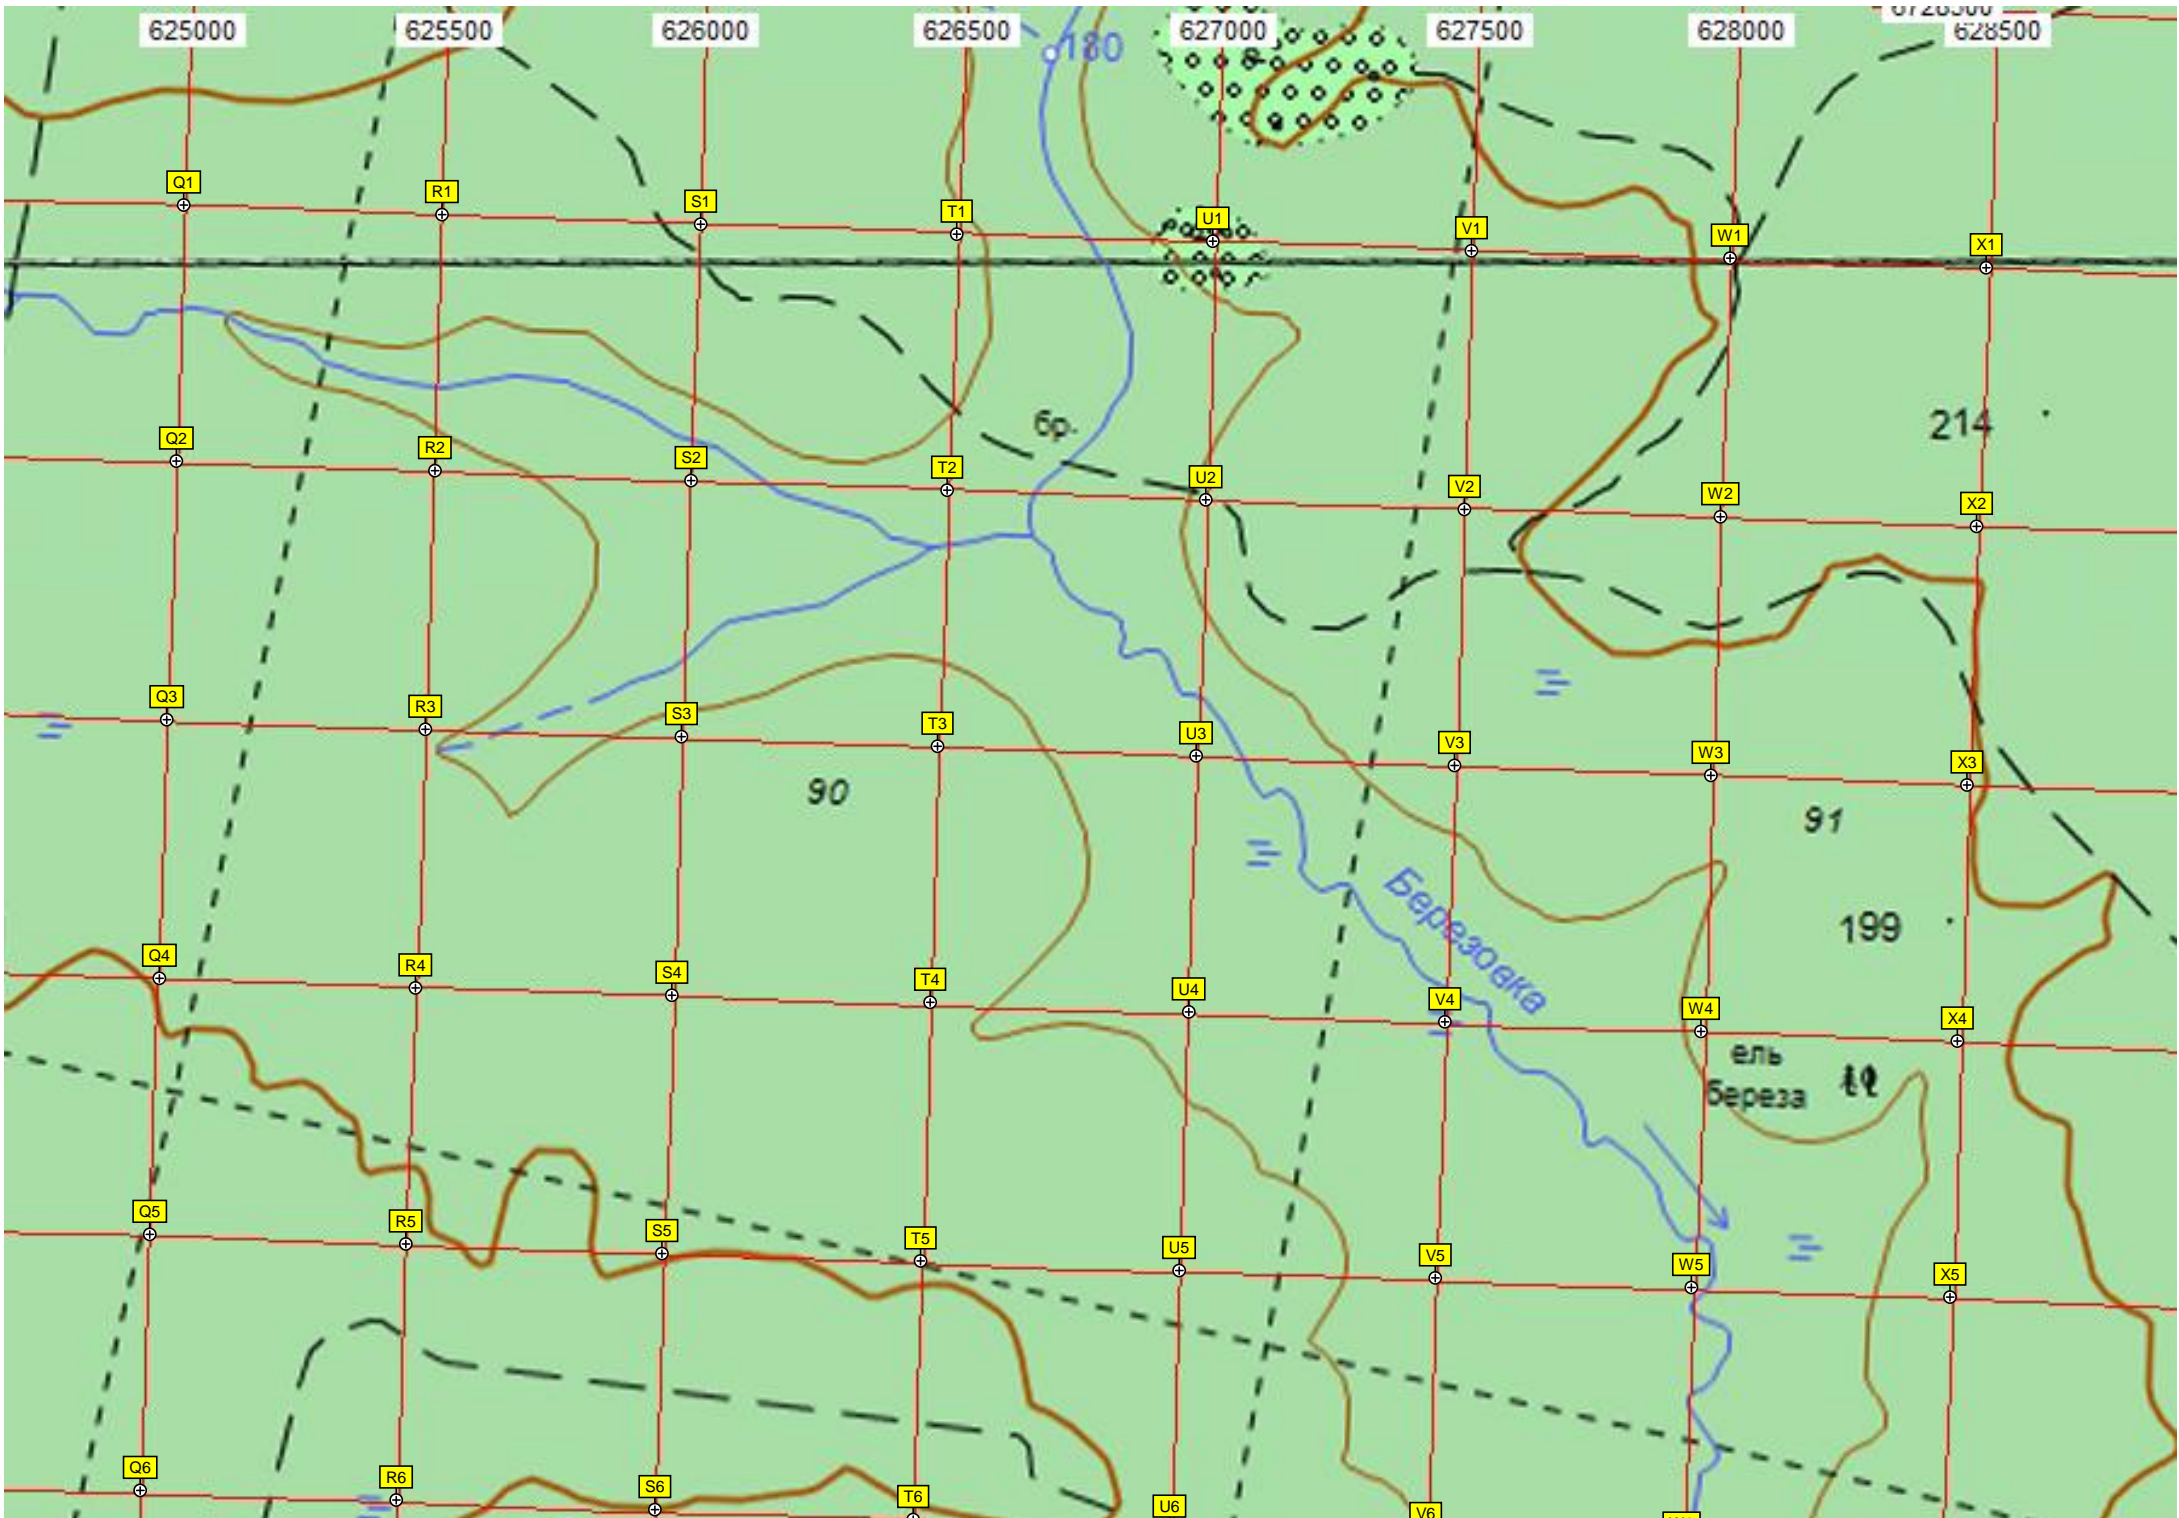 6728500
625000 625500 626000 626500 627000 627500 628000 628500
180
Q1 R1 S1 T1 U1 V1 W1 X1
бр.
214
Q2 R2 S2 T2 U2 V2 W2 X2
Q3 R3 S3 T3 U3 V3 W3 X3
90
91
Березовка
199
Q4 R4 S4 T4 U4 V4 W4 X4
ель
береза
Q5 R5 S5 T5 U5 V5 W5 X5
Q6 R6 S6 T6 U6 V6